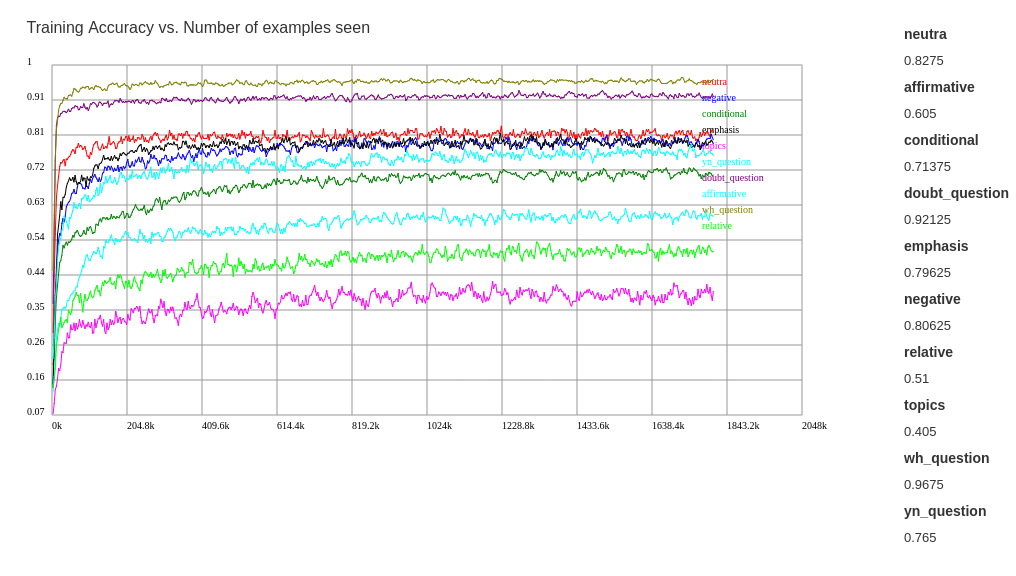 Training Accuracy vs. Number of examples seen
1
0.91
0.81
0.72
0.63
0.54
0.44
0.35
0.26
0.16
0.07
0k
204.8k
409.6k
614.4k
819.2k
1024k
1228.8k
1433.6k
1638.4k
1843.2k
2048k
neutra
negative
conditional
emphasis
topics
yn_question
doubt_question
affirmative
wh_question
relative
neutra
0.8275
affirmative
0.605
conditional
0.71375
doubt_question
0.92125
emphasis
0.79625
negative
0.80625
relative
0.51
topics
0.405
wh_question
0.9675
yn_question
0.765